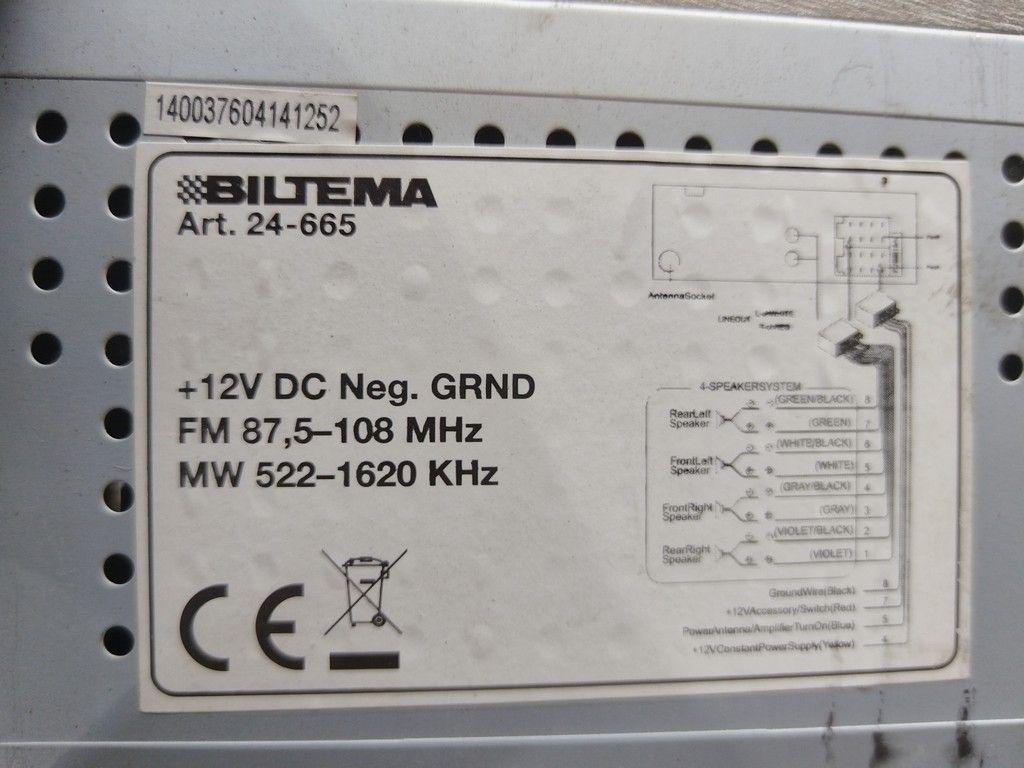 140037604141252
BILTEMA
Art. 24-665
+12V DC Neg. GRND
FM 87,5–108 MHz
MW 522–1620 KHz
AntennaSocket
LINEOUT
4-SPEAKERSYSTEM
RearLeft
Speaker
(GREEN/BLACK) 8
(GREEN) 7
FrontLeft
Speaker
(WHITE/BLACK) 6
(WHITE) 5
FrontRight
Speaker
(GRAY/BLACK) 4
(GRAY) 3
RearRight
Speaker
(VIOLET/BLACK) 2
(VIOLET) 1
GroundWire(Black) 8
+12VAccessory/Switch(Red) 7
PowerAntenna/AmplifierTurnOn(Blue) 5
+12VConstantPowerSupply(Yellow) 4
CE